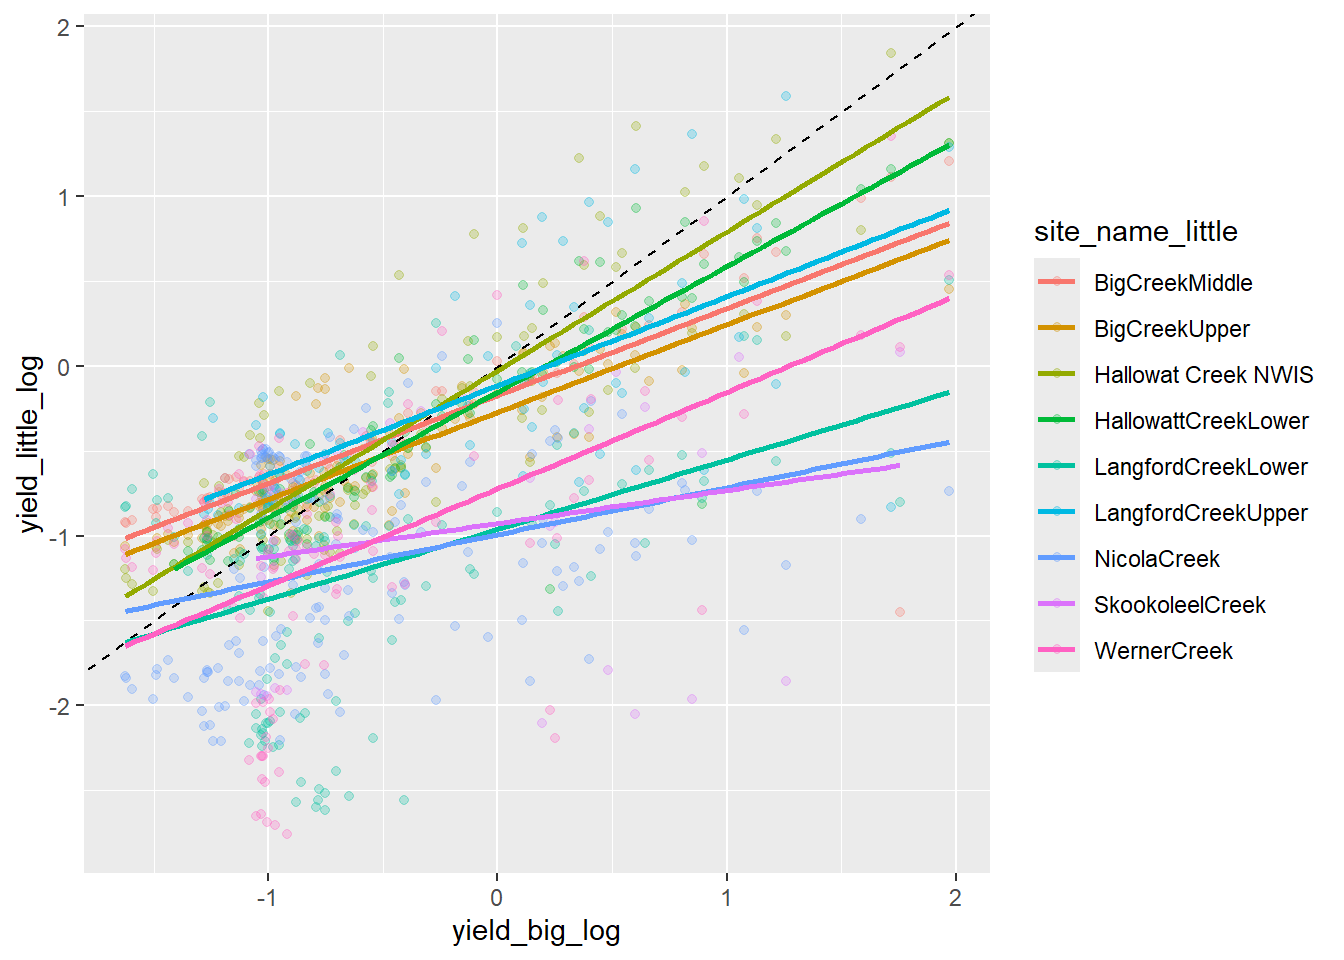 2
1
0
-1
-2
yield_little_log
-1
0
1
2
yield_big_log
site_name_little
BigCreekMiddle
BigCreekUpper
Hallowat Creek NWIS
HallowattCreekLower
LangfordCreekLower
LangfordCreekUpper
NicolaCreek
SkookoleelCreek
WernerCreek